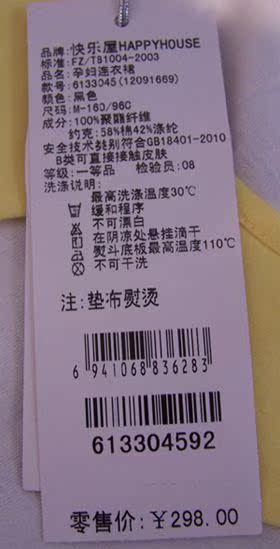 品牌:快乐屋HAPPYHOUSE
标准:FZ/T81004-2003
品名:孕妇连衣裙
款号:6133045(12091669)
颜色:黑色
尺码:M-160/96C
成分:100%聚酯纤维
约克:58%棉42%涤纶
安全技术类别符合GB18401-2010
B类可直接接触皮肤
等级:一等品 检验员:08
洗涤说明:
最高洗涤温度30℃
缓和程序
不可漂白
在阴凉处悬挂滴干
熨斗底板最高温度110℃
不可干洗
注:垫布熨烫
6 941068 836283
613304592
零售价:¥298.00